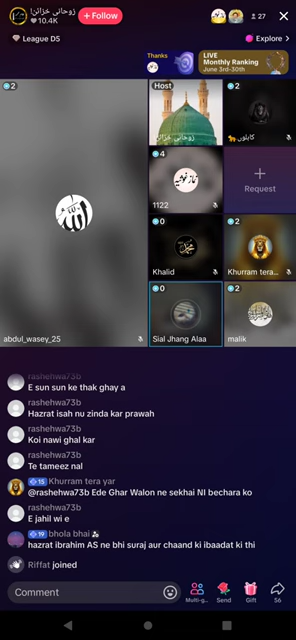 روحانی خزائن!
10.4K
+ Follow
27
League D5
Explore >
Thanks
LIVE
Monthly Ranking
June 3rd-30th
2
Host
روحانی خزائن
2
4
1122
+
Request
0
Khalid
2
Khurram tera...
الله
abdul_wasey_25
0
Sial Jhang Alaa
2
malik
rashehwa73b
E sun sun ke thak ghay a
rashehwa73b
Hazrat isah nu zinda kar prawah
rashehwa73b
Koi nawi ghal kar
rashehwa73b
Te tameez nal
15 Khurram tera yar
@rashehwa73b Ede Ghar Walon ne sekhai NI bechara ko
rashehwa73b
E jahil wi e
19 bhola bhai
hazrat ibrahim AS ne bhi suraj aur chaand ki ibaadat ki thi
Riffat joined
Comment
Multi-g...
Send
Gift
56